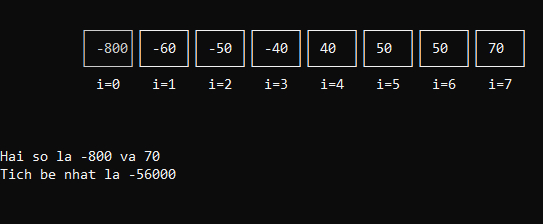 -800 -60 -50 -40 40 50 50 70
i=0 i=1 i=2 i=3 i=4 i=5 i=6 i=7
Hai so la -800 va 70
Tich be nhat la -56000